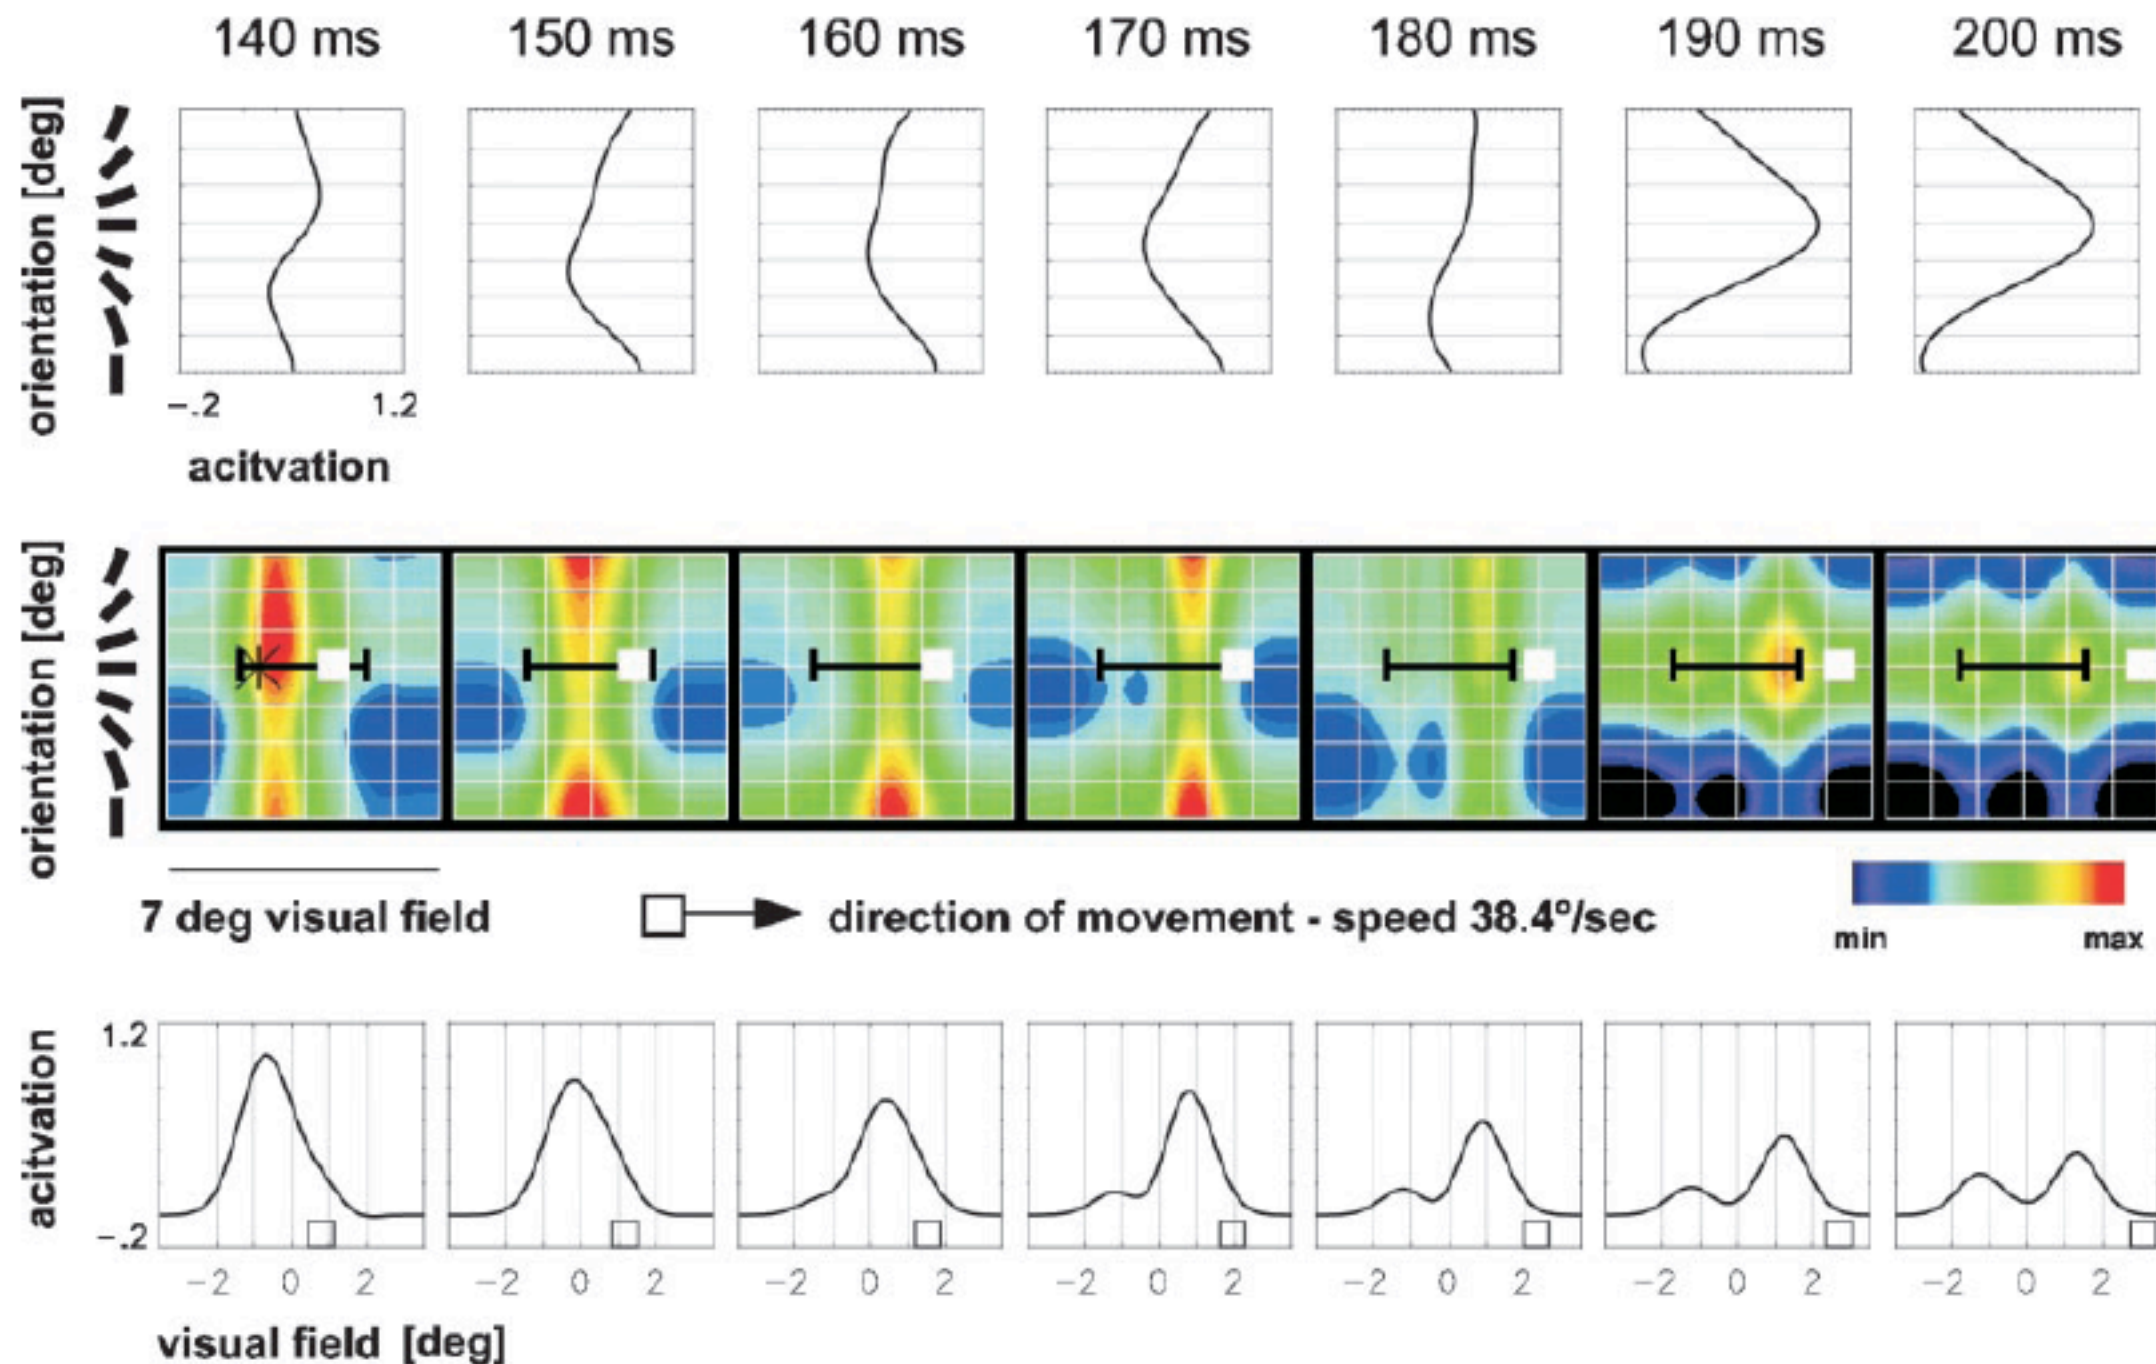 140 ms 150 ms 160 ms 170 ms 180 ms 190 ms 200 ms
orientation [deg]
-.2 1.2
acitvation
orientation [deg]
7 deg visual field
direction of movement - speed 38.4º/sec
min max
acitvation
1.2
-.2
-2 0 2 -2 0 2 -2 0 2 -2 0 2 -2 0 2 -2 0 2 -2 0 2
visual field [deg]